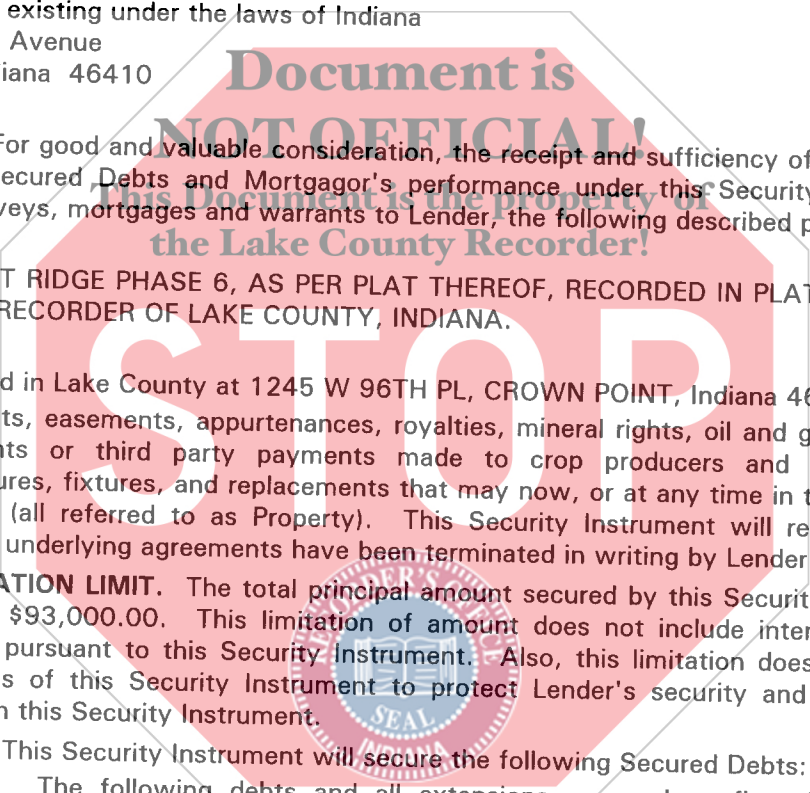 existing under the laws of Indiana
Avenue
iana 46410
Document is
NOT OFFICIAL!
For good and valuable consideration, the receipt and sufficiency of
ecured Debts and Mortgagor's performance under this Security
This Document is the property of
veys, mortgages and warrants to Lender, the following described p
the Lake County Recorder!
T RIDGE PHASE 6, AS PER PLAT THEREOF, RECORDED IN PLAT
RECORDER OF LAKE COUNTY, INDIANA.
STOP
d in Lake County at 1245 W 96TH PL, CROWN POINT, Indiana 46
ts, easements, appurtenances, royalties, mineral rights, oil and g
nts or third party payments made to crop producers and
ures, fixtures, and replacements that may now, or at any time in t
(all referred to as Property). This Security Instrument will re
underlying agreements have been terminated in writing by Lender
ATION LIMIT. The total principal amount secured by this Securit
$93,000.00. This limitation of amount does not include inter
pursuant to this Security Instrument. Also, this limitation does
s of this Security Instrument to protect Lender's security and
n this Security Instrument.
RECORDER'S OFFICE
SEAL
INDIANA
This Security Instrument will secure the following Secured Debts:
The following debts and all extensions